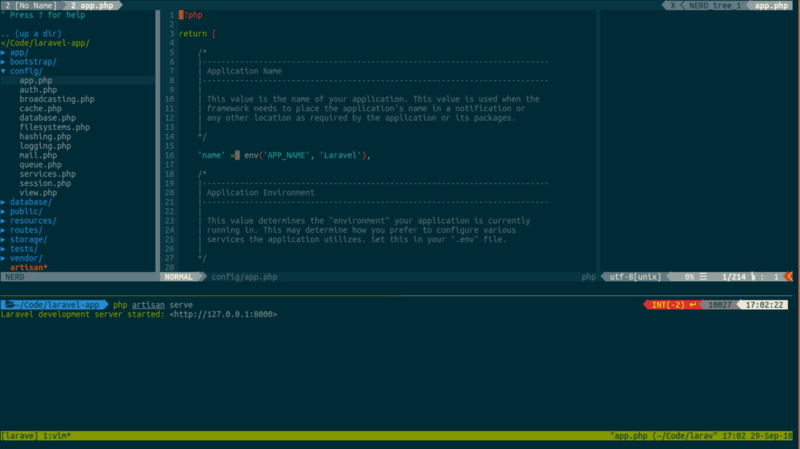 2 [No Name] 2 app.php X NERD_tree_1 app.php
" Press ? for help
.. (up a dir)
</Code/laravel-app/
▶ app/
▶ bootstrap/
▼ config/
app.php
auth.php
broadcasting.php
cache.php
database.php
filesystems.php
hashing.php
logging.php
mail.php
queue.php
services.php
session.php
view.php
▶ database/
▶ public/
▶ resources/
▶ routes/
▶ storage/
▶ tests/
▶ vendor/
artisan*
1 <?php
2
3 return [
4
5 /*
6 |--------------------------------------------------------------------------
7 | Application Name
8 |--------------------------------------------------------------------------
9 |
10 | This value is the name of your application. This value is used when the
11 | framework needs to place the application's name in a notification or
12 | any other location as required by the application or its packages.
13 |
14 */
15
16 'name' => env('APP_NAME', 'Laravel'),
17
18 /*
19 |--------------------------------------------------------------------------
20 | Application Environment
21 |--------------------------------------------------------------------------
22 |
23 | This value determines the "environment" your application is currently
24 | running in. This may determine how you prefer to configure various
25 | services the application utilizes. Set this in your ".env" file.
26 |
27 */
28
NERD NORMAL config/app.php php utf-8[unix] 0% ☰ 1/214 : 1
~/Code/laravel-app php artisan serve INT(-2) ↵ 10027 17:02:22
Laravel development server started: <http://127.0.0.1:8000>
[larave] 1:vim* "app.php (~/Code/larav" 17:02 29-Sep-18